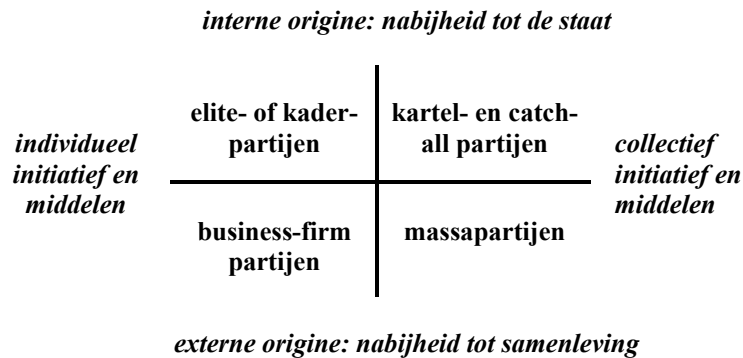 interne origine: nabijheid tot de staat
elite- of kader-
partijen
kartel- en catch-
all partijen
individueel
initiatief en
middelen
collectief
initiatief en
middelen
business-firm
partijen
massapartijen
externe origine: nabijheid tot samenleving